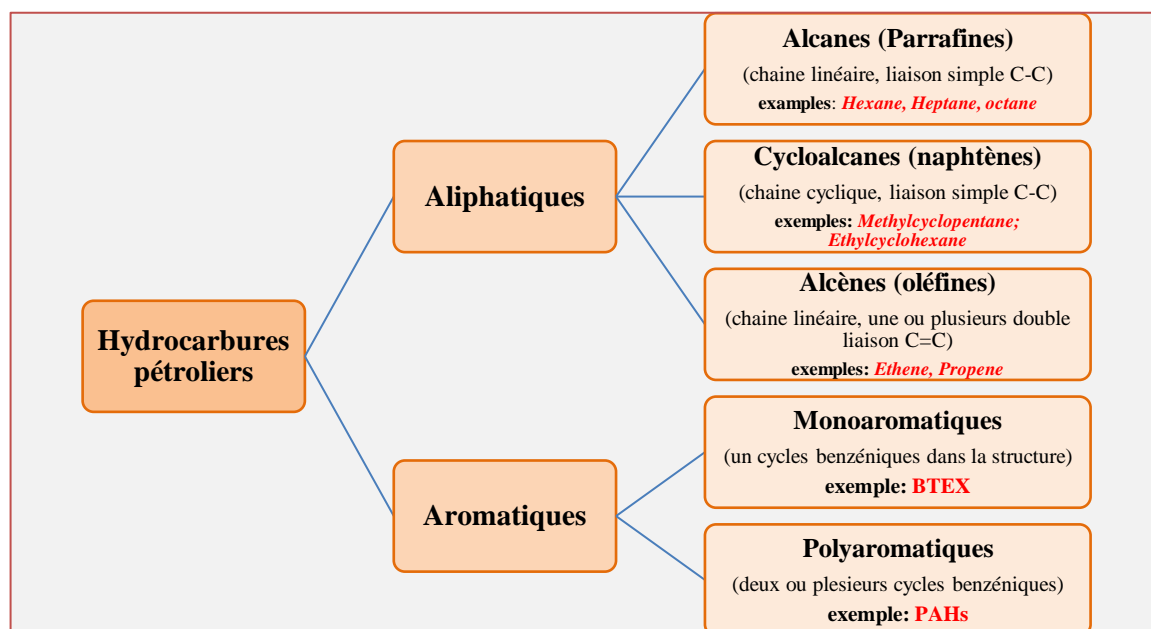 Alcanes (Parrafines)
(chaine linéaire, liaison simple C-C)
examples: Hexane, Heptane, octane
Aliphatiques
Cycloalcanes (naphtènes)
(chaine cyclique, liaison simple C-C)
exemples: Methylcyclopentane;
Ethylcyclohexane
Alcènes (oléfines)
(chaine linéaire, une ou plusieurs double
liaison C=C)
exemples: Ethene, Propene
Hydrocarbures
pétroliers
Monoaromatiques
(un cycles benzéniques dans la structure)
exemple: BTEX
Aromatiques
Polyaromatiques
(deux ou plesieurs cycles benzéniques)
exemple: PAHs